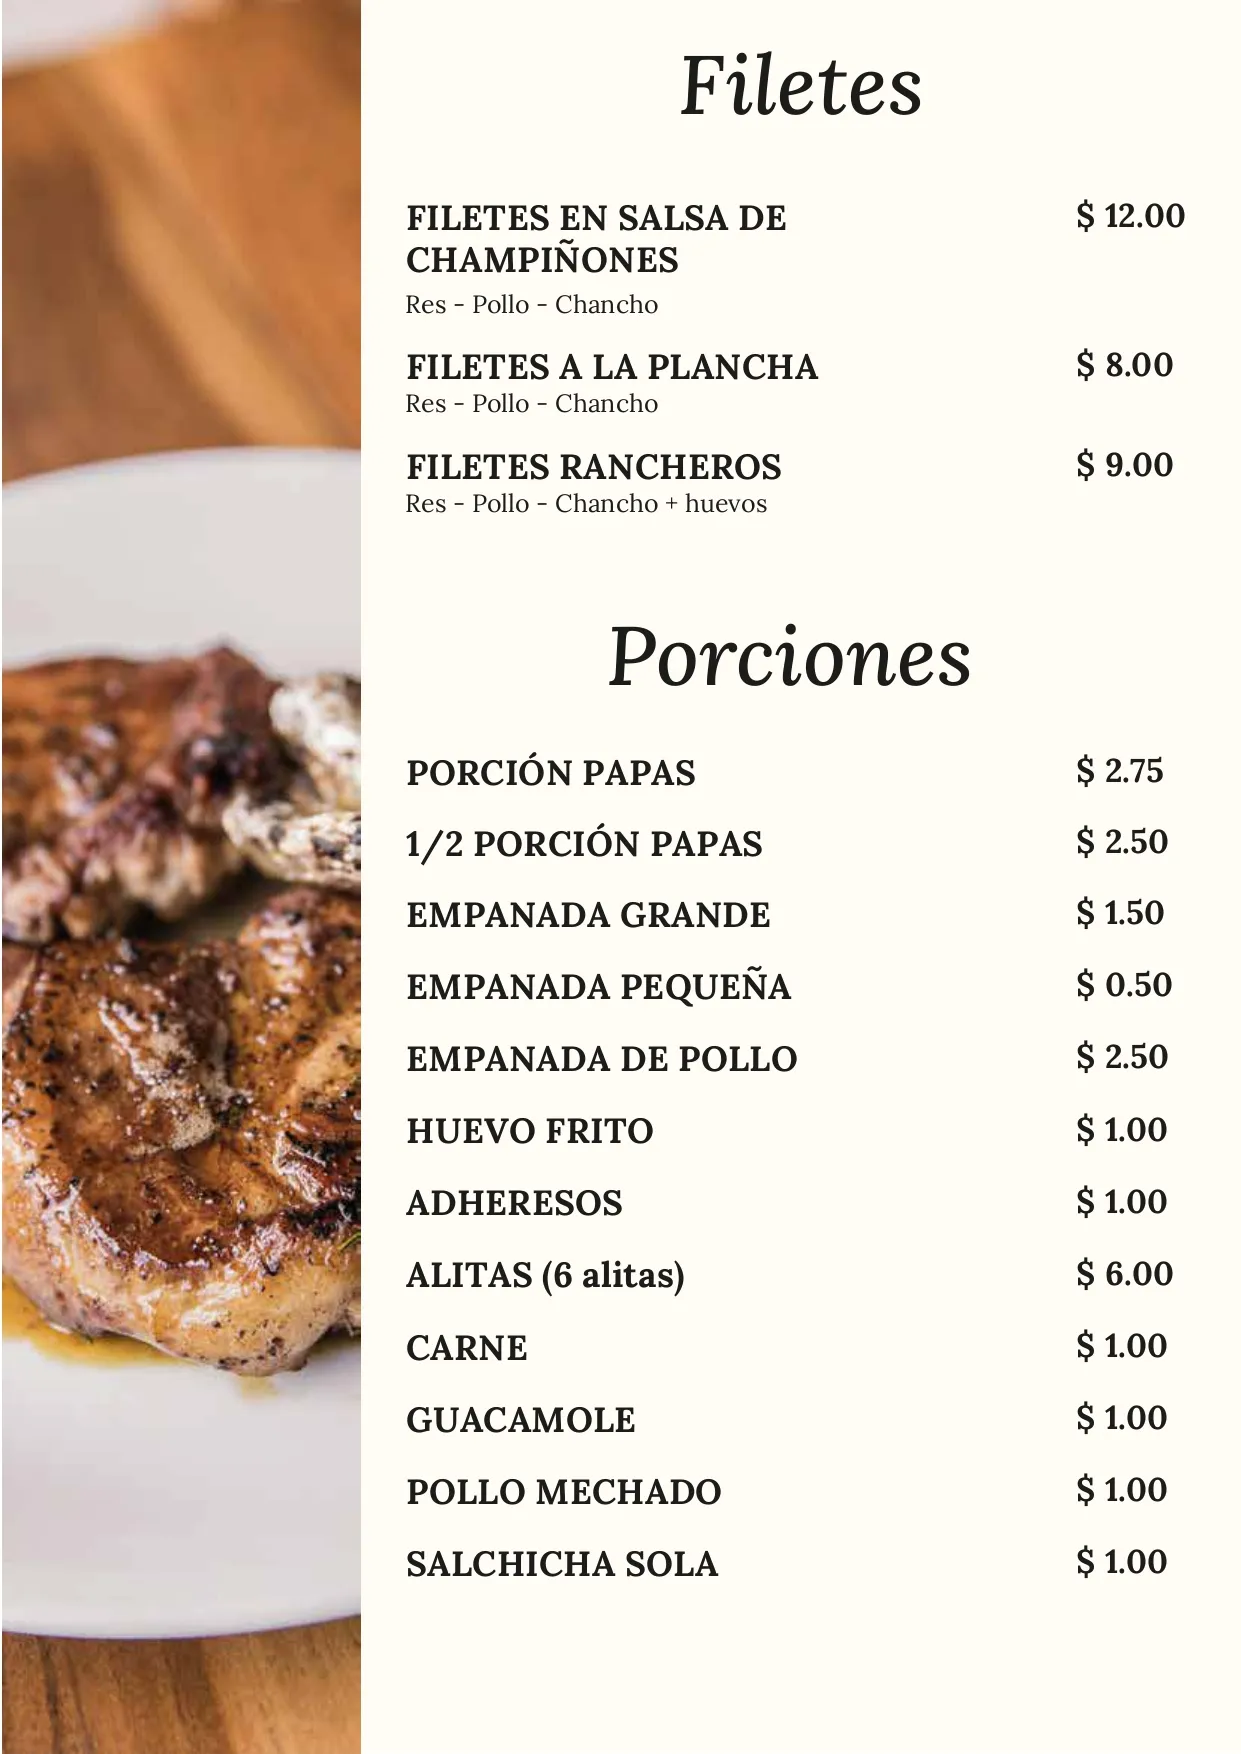 Filetes
FILETES EN SALSA DE $ 12.00
CHAMPIÑONES
Res - Pollo - Chancho
FILETES A LA PLANCHA $ 8.00
Res - Pollo - Chancho
FILETES RANCHEROS $ 9.00
Res - Pollo - Chancho + huevos
Porciones
PORCIÓN PAPAS $ 2.75
1/2 PORCIÓN PAPAS $ 2.50
EMPANADA GRANDE $ 1.50
EMPANADA PEQUEÑA $ 0.50
EMPANADA DE POLLO $ 2.50
HUEVO FRITO $ 1.00
ADHERESOS $ 1.00
ALITAS (6 alitas) $ 6.00
CARNE $ 1.00
GUACAMOLE $ 1.00
POLLO MECHADO $ 1.00
SALCHICHA SOLA $ 1.00